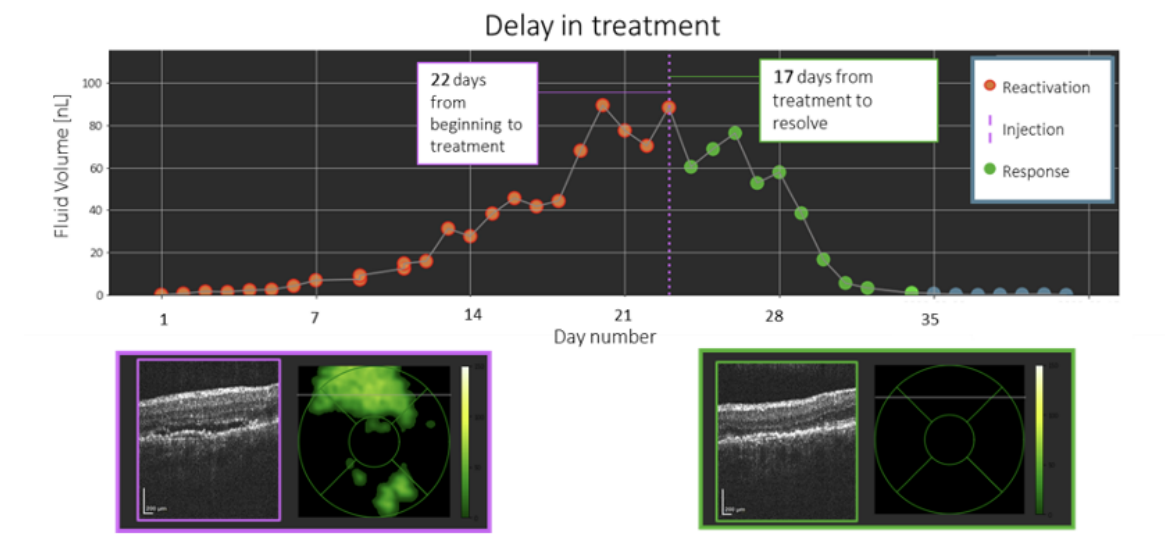 Delay in treatment
Fluid Volume [nL]
100
80
60
40
20
0
22 days
from
beginning to
treatment
17 days from
treatment to
resolve
Reactivation
Injection
Response
1
7
14
21
28
35
Day number
200 µm
200 µm